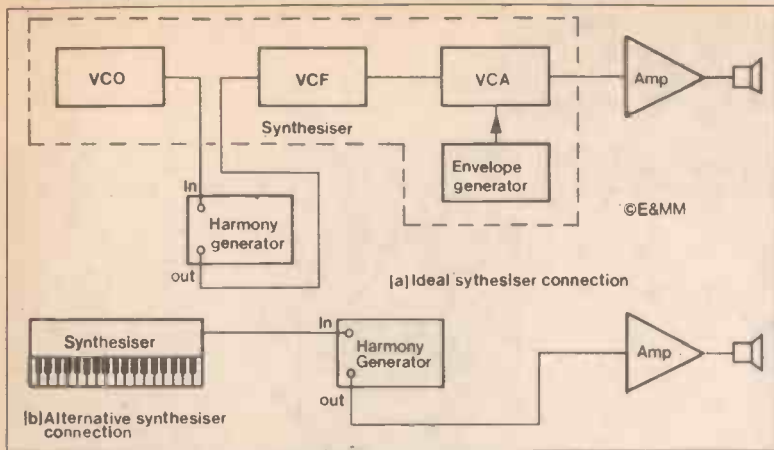 VCO
VCF
VCA
Amp
Synthesiser
Envelope
generator
In
Harmony
generator
out
©E&MM
[a] Ideal sythesiser connection
Synthesiser
In
Harmony
Generator
out
Amp
[b] Alternative synthesiser
connection